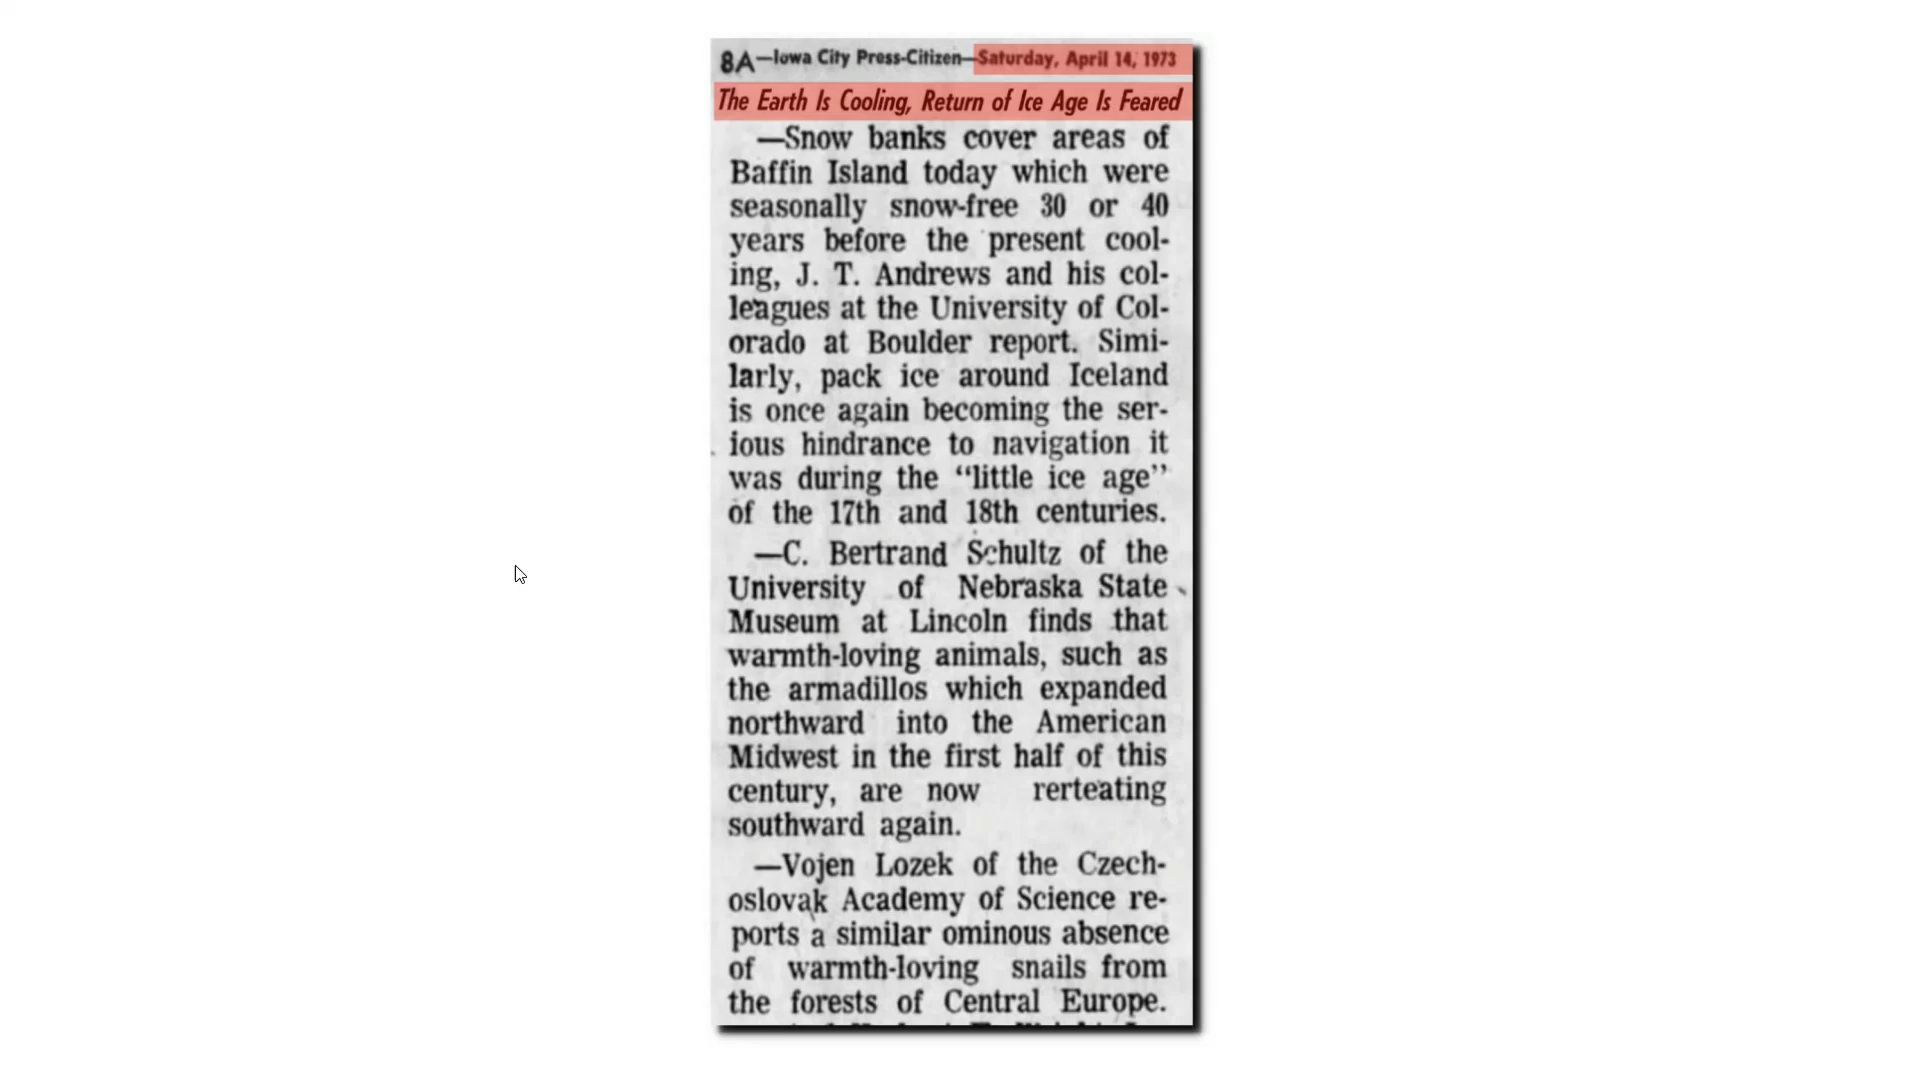 8A—Iowa City Press-Citizen—Saturday, April 14, 1973
The Earth Is Cooling, Return of Ice Age Is Feared
—Snow banks cover areas of
Baffin Island today which were
seasonally snow-free 30 or 40
years before the present cool-
ing, J. T. Andrews and his col-
leagues at the University of Col-
orado at Boulder report. Simi-
larly, pack ice around Iceland
is once again becoming the ser-
ious hindrance to navigation it
was during the “little ice age”
of the 17th and 18th centuries.
—C. Bertrand Schultz of the
University of Nebraska State
Museum at Lincoln finds that
warmth-loving animals, such as
the armadillos which expanded
northward into the American
Midwest in the first half of this
century, are now rerteating
southward again.
—Vojen Lozek of the Czech-
oslovak Academy of Science re-
ports a similar ominous absence
of warmth-loving snails from
the forests of Central Europe.